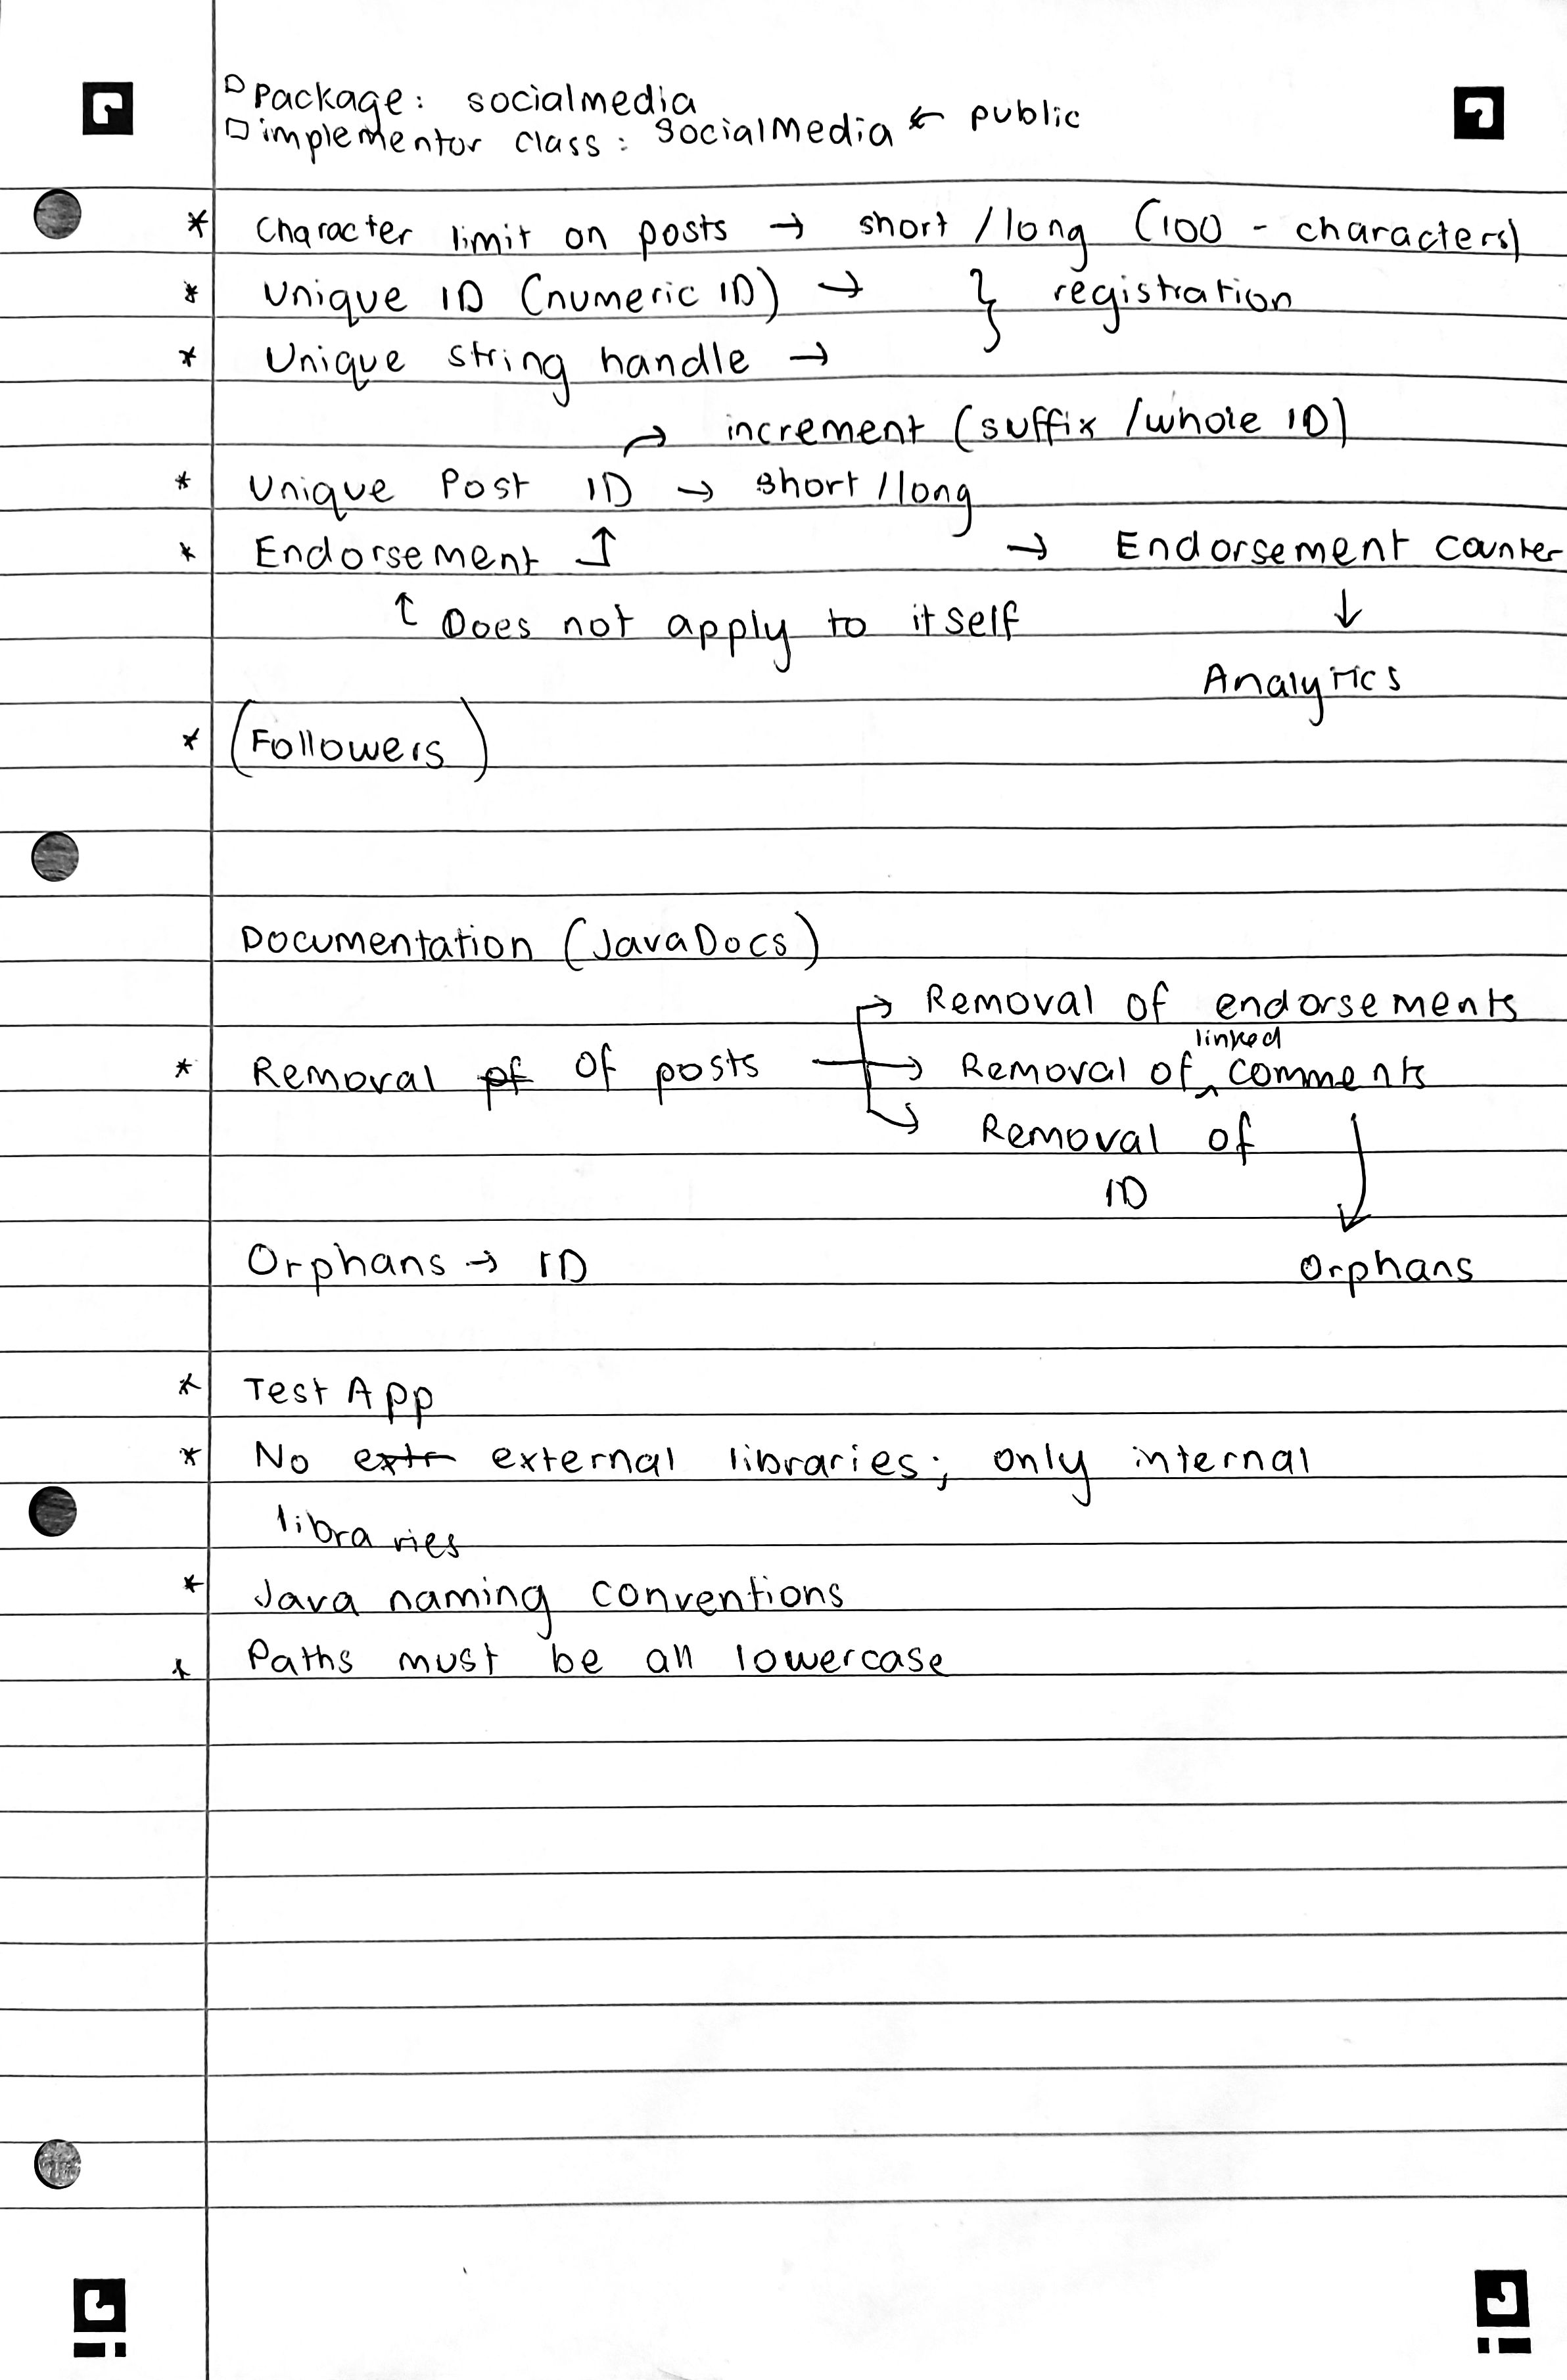 □ Package: socialmedia
□ implementor class: SocialMedia ← public
* Character limit on posts → short / long (100 - characters)
* Unique ID (numeric ID) → } registration
* Unique string handle →
→ increment (suffix / whole ID)
* Unique Post ID → short / long
* Endorsement ↑ → Endorsement counter
↑ Does not apply to itself ↓
Analytics
* (Followers)
Documentation (JavaDocs)
→ Removal of endorsements
linked
* Removal of of posts → Removal of ^ comments
→ Removal of
ID
Orphans → ID Orphans
* Test App
* No extr external libraries; only internal
libraries
* Java naming conventions
* Paths must be all lowercase